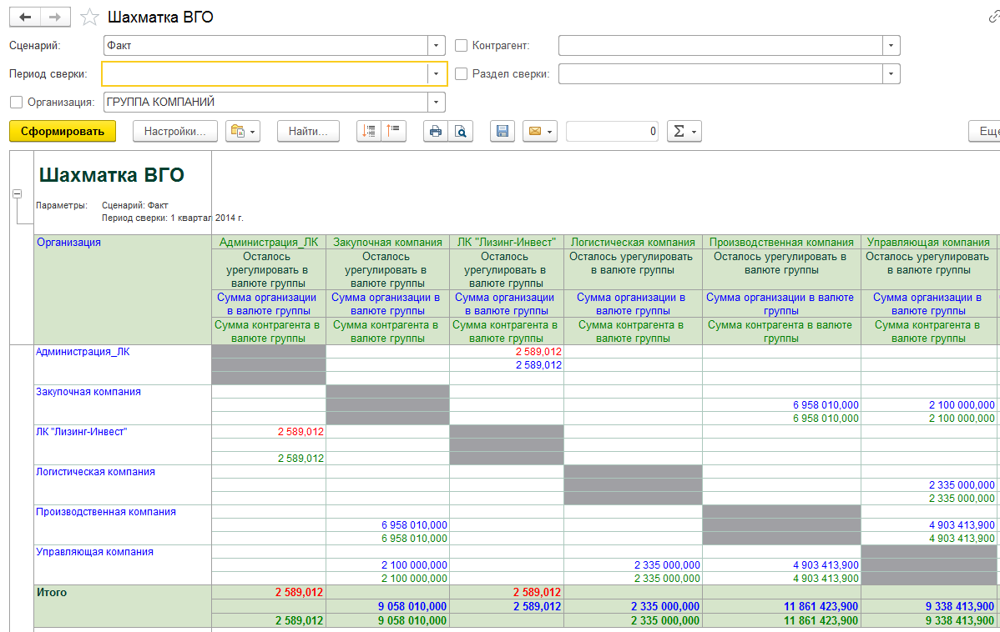 Шахматка ВГО
Сценарий: Факт Контрагент:
Период сверки: Раздел сверки:
Организация: ГРУППА КОМПАНИЙ
Сформировать Настройки... Найти... 0 Σ Еще
Шахматка ВГО
Параметры: Сценарий: Факт
Период сверки: 1 квартал 2014 г.
Организация Администрация_ЛК Закупочная компания ЛК "Лизинг-Инвест" Логистическая компания Производственная компания Управляющая компания
Осталось Осталось Осталось Осталось урегулировать Осталось урегулировать в Осталось урегулировать
урегулировать в урегулировать в урегулировать в в валюте группы валюте группы в валюте группы
валюте группы валюте группы валюте группы
Сумма организации Сумма организации в Сумма организации Сумма организации в Сумма организации в валюте Сумма организации в
в валюте группы валюте группы в валюте группы валюте группы группы валюте группы
Сумма контрагента в Сумма контрагента в Сумма контрагента в Сумма контрагента в Сумма контрагента в валюте Сумма контрагента в
валюте группы валюте группы валюте группы валюте группы группы валюте группы
Администрация_ЛК 2 589,012
2 589,012
Закупочная компания
6 958 010,000 2 100 000,000
6 958 010,000 2 100 000,000
ЛК "Лизинг-Инвест" 2 589,012
2 589,012
Логистическая компания
2 335 000,000
2 335 000,000
Производственная компания
6 958 010,000 4 903 413,900
6 958 010,000 4 903 413,900
Управляющая компания
2 100 000,000 2 335 000,000 4 903 413,900
2 100 000,000 2 335 000,000 4 903 413,900
Итого 2 589,012 2 589,012
9 058 010,000 2 589,012 2 335 000,000 11 861 423,900 9 338 413,900
2 589,012 9 058 010,000 2 335 000,000 11 861 423,900 9 338 413,900